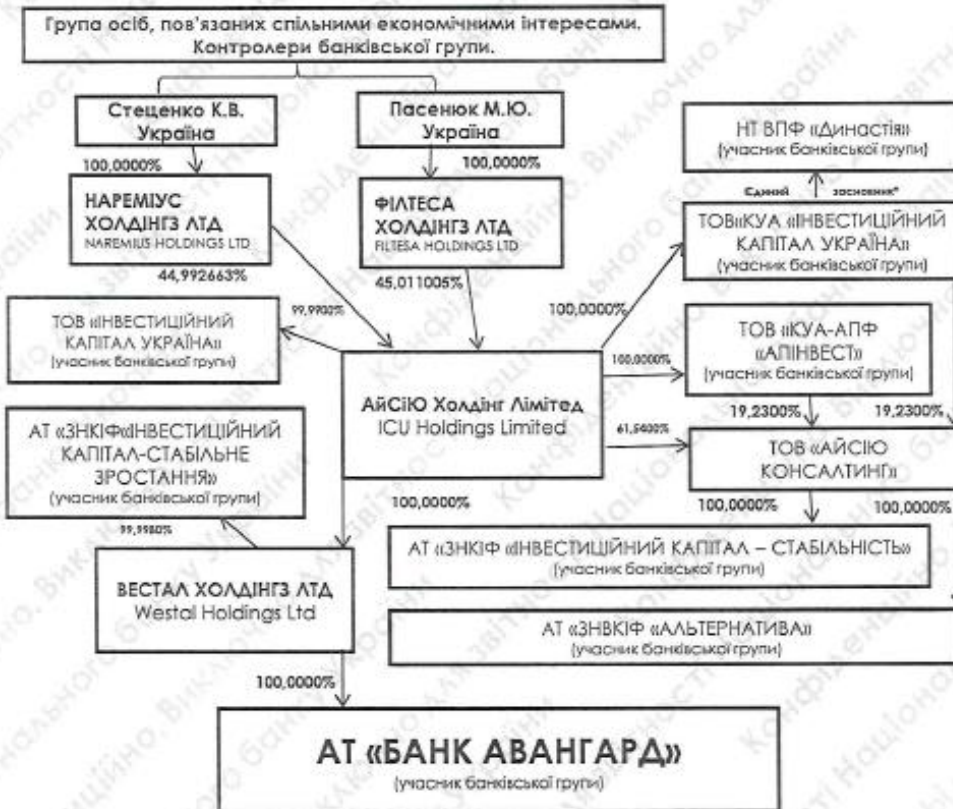 Група осіб, пов'язаних спільними економічними інтересами.
Контролери банківської групи.
Стеценко К.В.
Україна
Пасенюк М.Ю.
Україна
100,0000%
100,0000%
НАРЕМІУС
ХОЛДІНГЗ ЛТД
NAREMIUS HOLDINGS LTD
ФІЛТЕСА
ХОЛДІНГЗ ЛТД
FILTESA HOLDINGS LTD
НТ ВПФ «Династія»
(учасник банківської групи)
Єдиний засновник*
ТОВ«КУА «ІНВЕСТИЦІЙНИЙ
КАПІТАЛ УКРАЇНА»
(учасник банківської групи)
44,992663%
45,011005%
100,0000%
99,9900%
ТОВ «ІНВЕСТИЦІЙНИЙ
КАПІТАЛ УКРАЇНА»
(учасник банківської групи)
АйСіЮ Холдінг Лімітед
ICU Holdings Limited
100,0000%
ТОВ «КУА-АПФ
«АПІНВЕСТ»
(учасник банківської групи)
19,2300%
19,2300%
61,5400%
ТОВ «АЙСІЮ
КОНСАЛТИНГ»
АТ «ЗНКІФ«ІНВЕСТИЦІЙНИЙ
КАПІТАЛ-СТАБІЛЬНЕ
ЗРОСТАННЯ»
(учасник банківської групи)
99,9980%
100,0000%
100,0000%
100,0000%
АТ «ЗНКІФ «ІНВЕСТИЦІЙНИЙ КАПІТАЛ – СТАБІЛЬНІСТЬ»
(учасник банківської групи)
ВЕСТАЛ ХОЛДІНГЗ ЛТД
Westal Holdings Ltd
АТ «ЗНВКІФ «АЛЬТЕРНАТИВА»
(учасник банківської групи)
100,0000%
АТ «БАНК АВАНГАРД»
(учасник банківської групи)